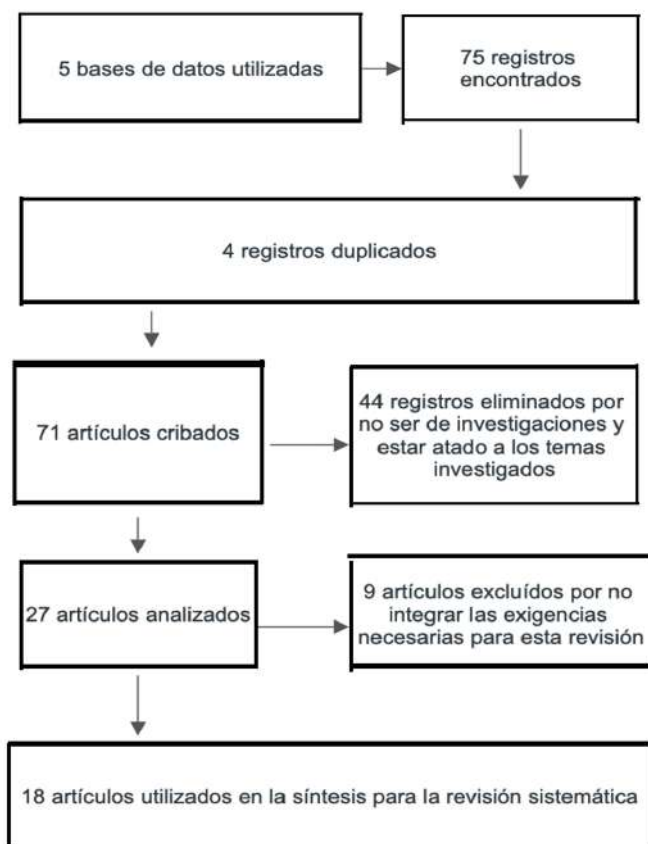 5 bases de datos utilizadas
75 registros
encontrados
4 registros duplicados
71 artículos cribados
44 registros eliminados por
no ser de investigaciones y
estar atado a los temas
investigados
27 artículos analizados
9 artículos excluídos por no
integrar las exigencias
necesarias para esta revisión
18 artículos utilizados en la síntesis para la revisión sistemática